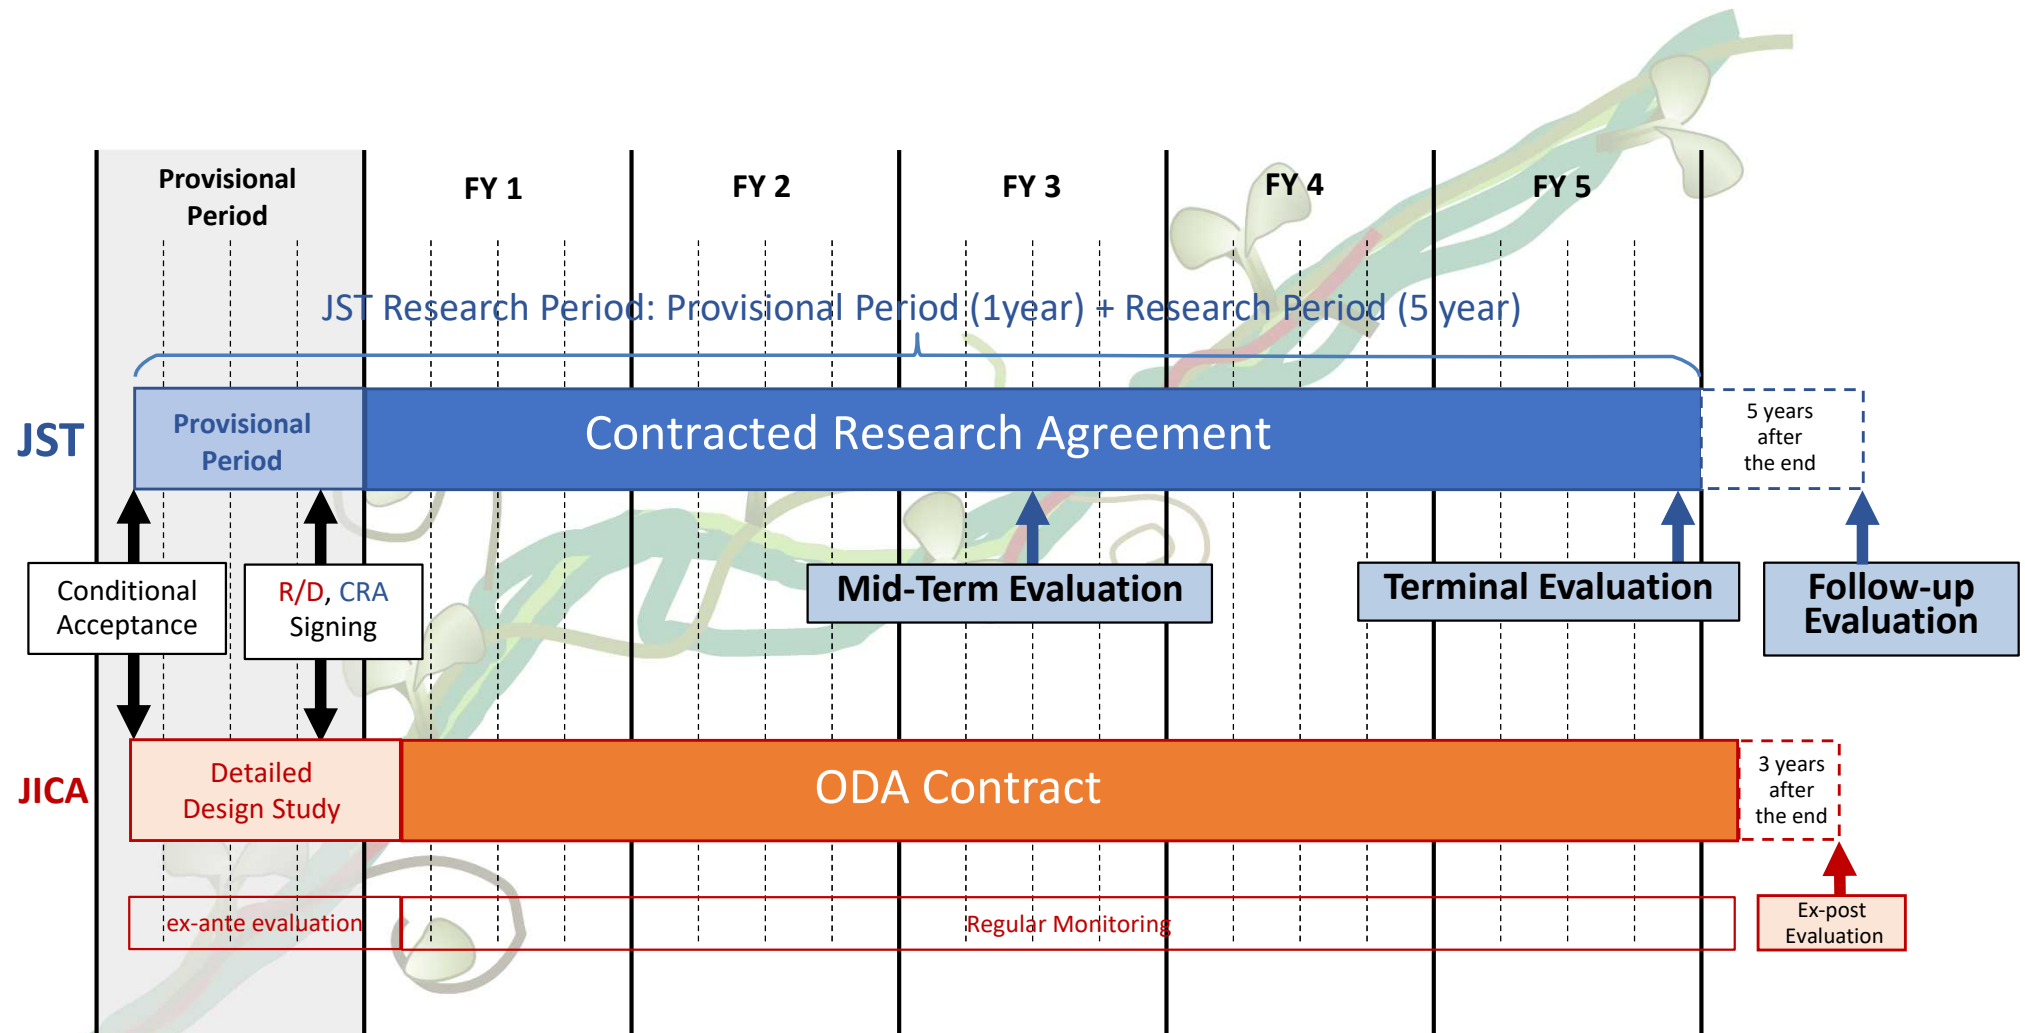 Provisional
Period
FY 1
FY 2
FY 3
FY 4
FY 5
JST Research Period: Provisional Period (1year) + Research Period (5 year)
JST
Provisional
Period
Contracted Research Agreement
5 years
after
the end
Conditional
Acceptance
R/D, CRA
Signing
Mid-Term Evaluation
Terminal Evaluation
Follow-up
Evaluation
JICA
Detailed
Design Study
ODA Contract
3 years
after
the end
ex-ante evaluation
Regular Monitoring
Ex-post
Evaluation